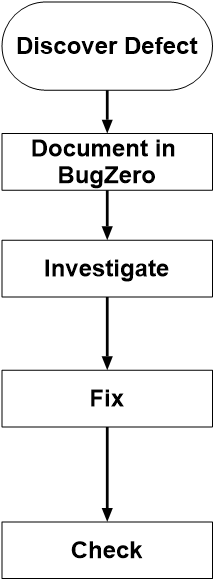 Discover Defect
Document in
BugZero
Investigate
Fix
Check